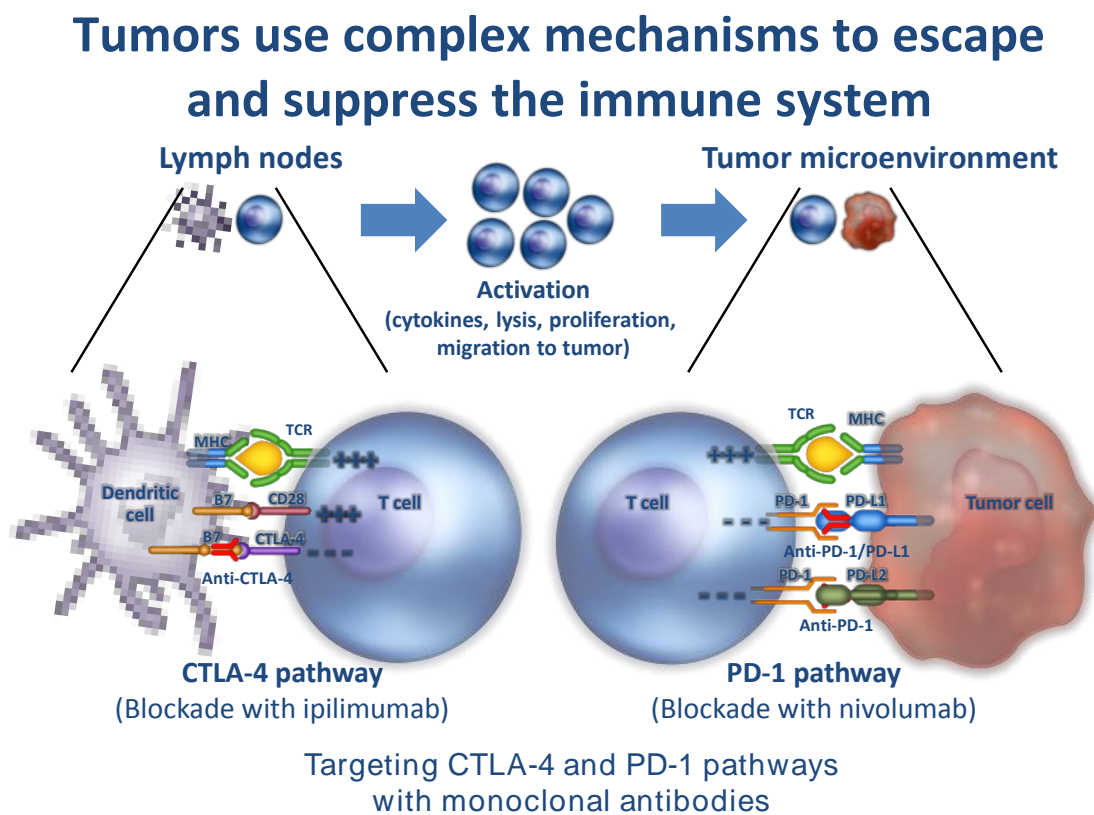 Tumors use complex mechanisms to escape
and suppress the immune system
Lymph nodes
Tumor microenvironment
Activation
(cytokines, lysis, proliferation,
migration to tumor)
MHC
TCR
+++
Dendritic
cell
B7
CD28
+++
T cell
B7
CTLA-4
---
Anti-CTLA-4
TCR
MHC
+++
T cell
PD-1
PD-L1
Tumor cell
---
Anti-PD-1/PD-L1
PD-1
PD-L2
---
Anti-PD-1
CTLA-4 pathway
(Blockade with ipilimumab)
PD-1 pathway
(Blockade with nivolumab)
Targeting CTLA-4 and PD-1 pathways
with monoclonal antibodies